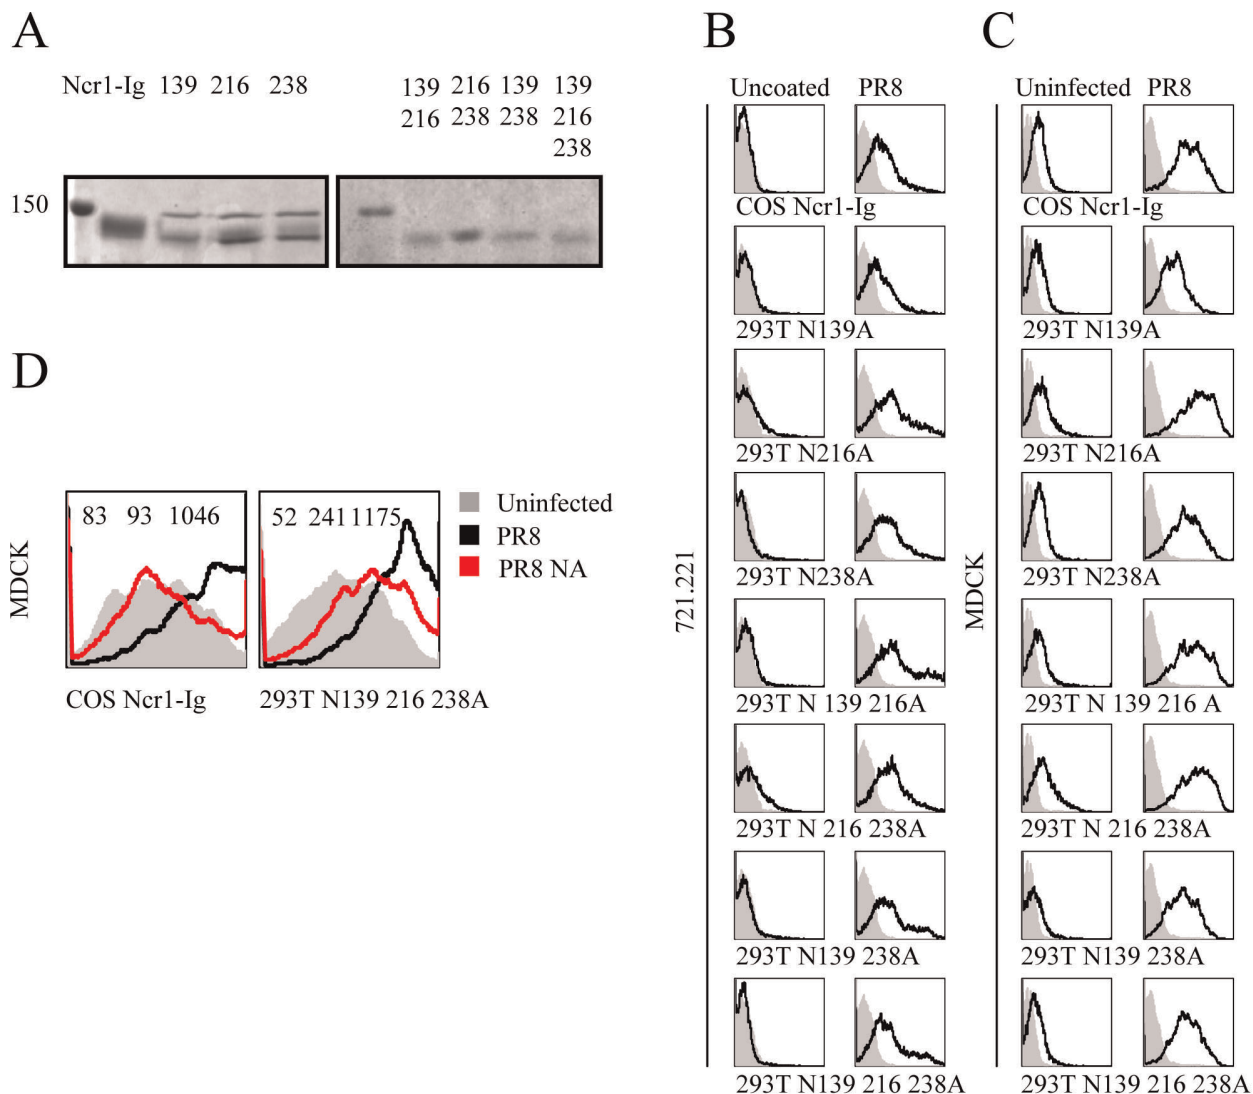 A
Ncr1-Ig 139 216 238
139 216 139 139
216 238 238 216
238
150
B
Uncoated PR8
721.221
COS Ncr1-Ig
293T N139A
293T N216A
293T N238A
293T N 139 216A
293T N 216 238A
293T N139 238A
293T N139 216 238A
C
Uninfected PR8
MDCK
COS Ncr1-Ig
293T N139A
293T N216A
293T N238A
293T N 139 216 A
293T N 216 238A
293T N139 238A
293T N139 216 238A
D
MDCK
83 93 1046
52 241 1175
Uninfected
PR8
PR8 NA
COS Ncr1-Ig
293T N139 216 238A